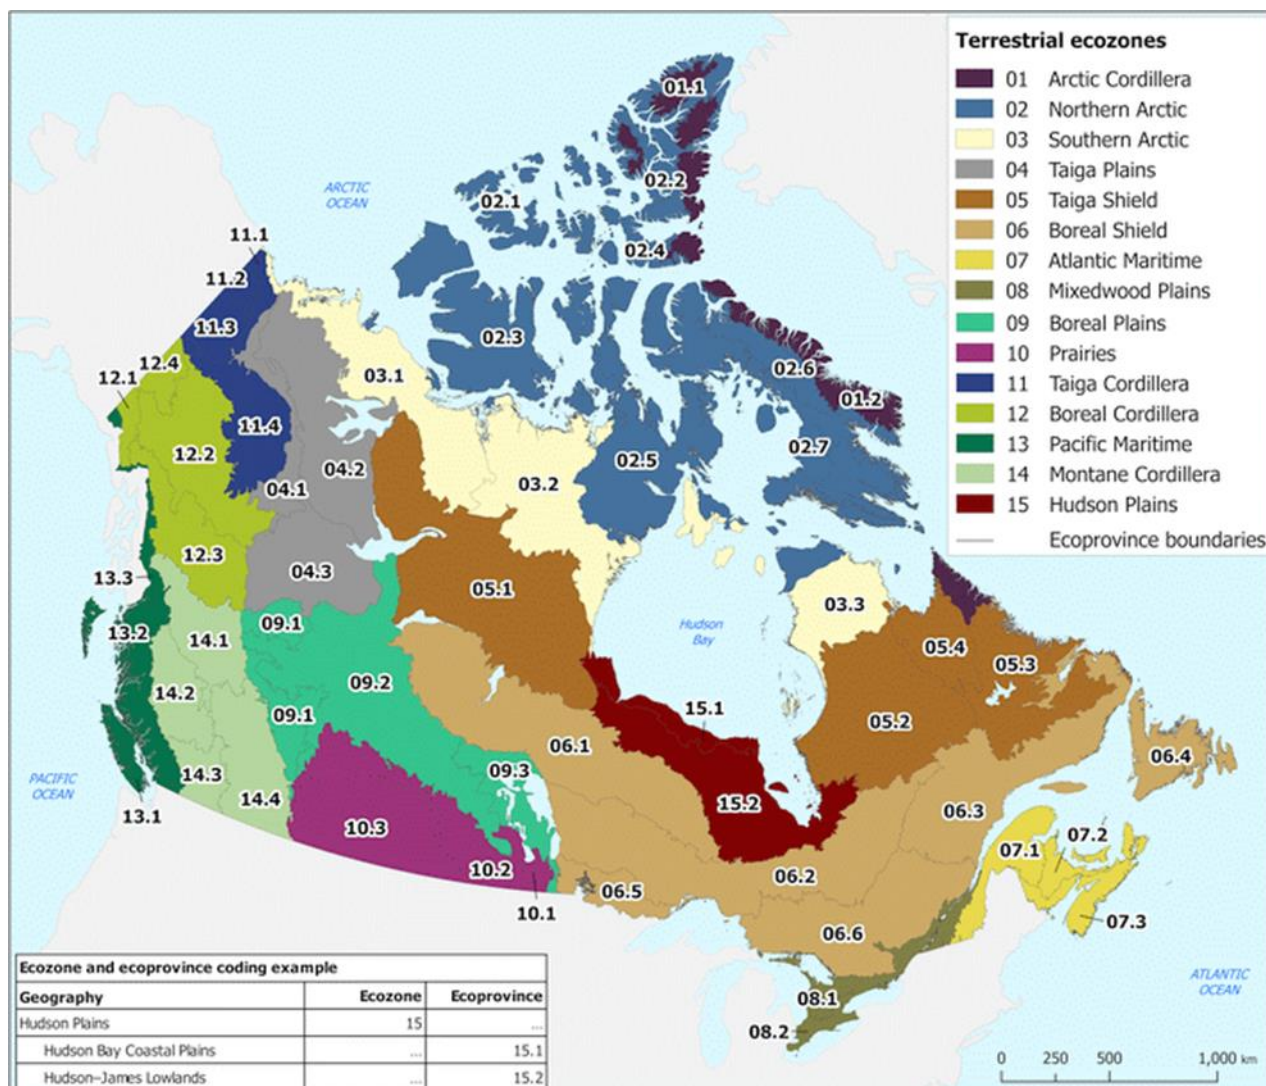 Terrestrial ecozones
01 Arctic Cordillera
02 Northern Arctic
03 Southern Arctic
04 Taiga Plains
05 Taiga Shield
06 Boreal Shield
07 Atlantic Maritime
08 Mixedwood Plains
09 Boreal Plains
10 Prairies
11 Taiga Cordillera
12 Boreal Cordillera
13 Pacific Maritime
14 Montane Cordillera
15 Hudson Plains
Ecoprovince boundaries
01.1
ARCTIC
OCEAN
02.2
02.1
11.1
02.4
11.2
11.3
02.3
12.4
02.6
12.1
03.1
01.2
11.4
02.7
12.2
02.5
04.2
03.2
04.1
12.3
04.3
13.3
05.1
03.3
Hudson
Bay
09.1
13.2
14.1
05.4
05.3
09.2
14.2
15.1
09.1
05.2
06.1
06.4
09.3
14.3
PACIFIC
OCEAN
14.4
15.2
06.3
13.1
10.3
07.2
07.1
10.2
06.2
06.5
10.1
07.3
06.6
ATLANTIC
OCEAN
08.1
08.2
0 250 500 1,000 km
Ecozone and ecoprovince coding example
Geography Ecozone Ecoprovince
Hudson Plains 15 ...
Hudson Bay Coastal Plains ... 15.1
Hudson–James Lowlands ... 15.2